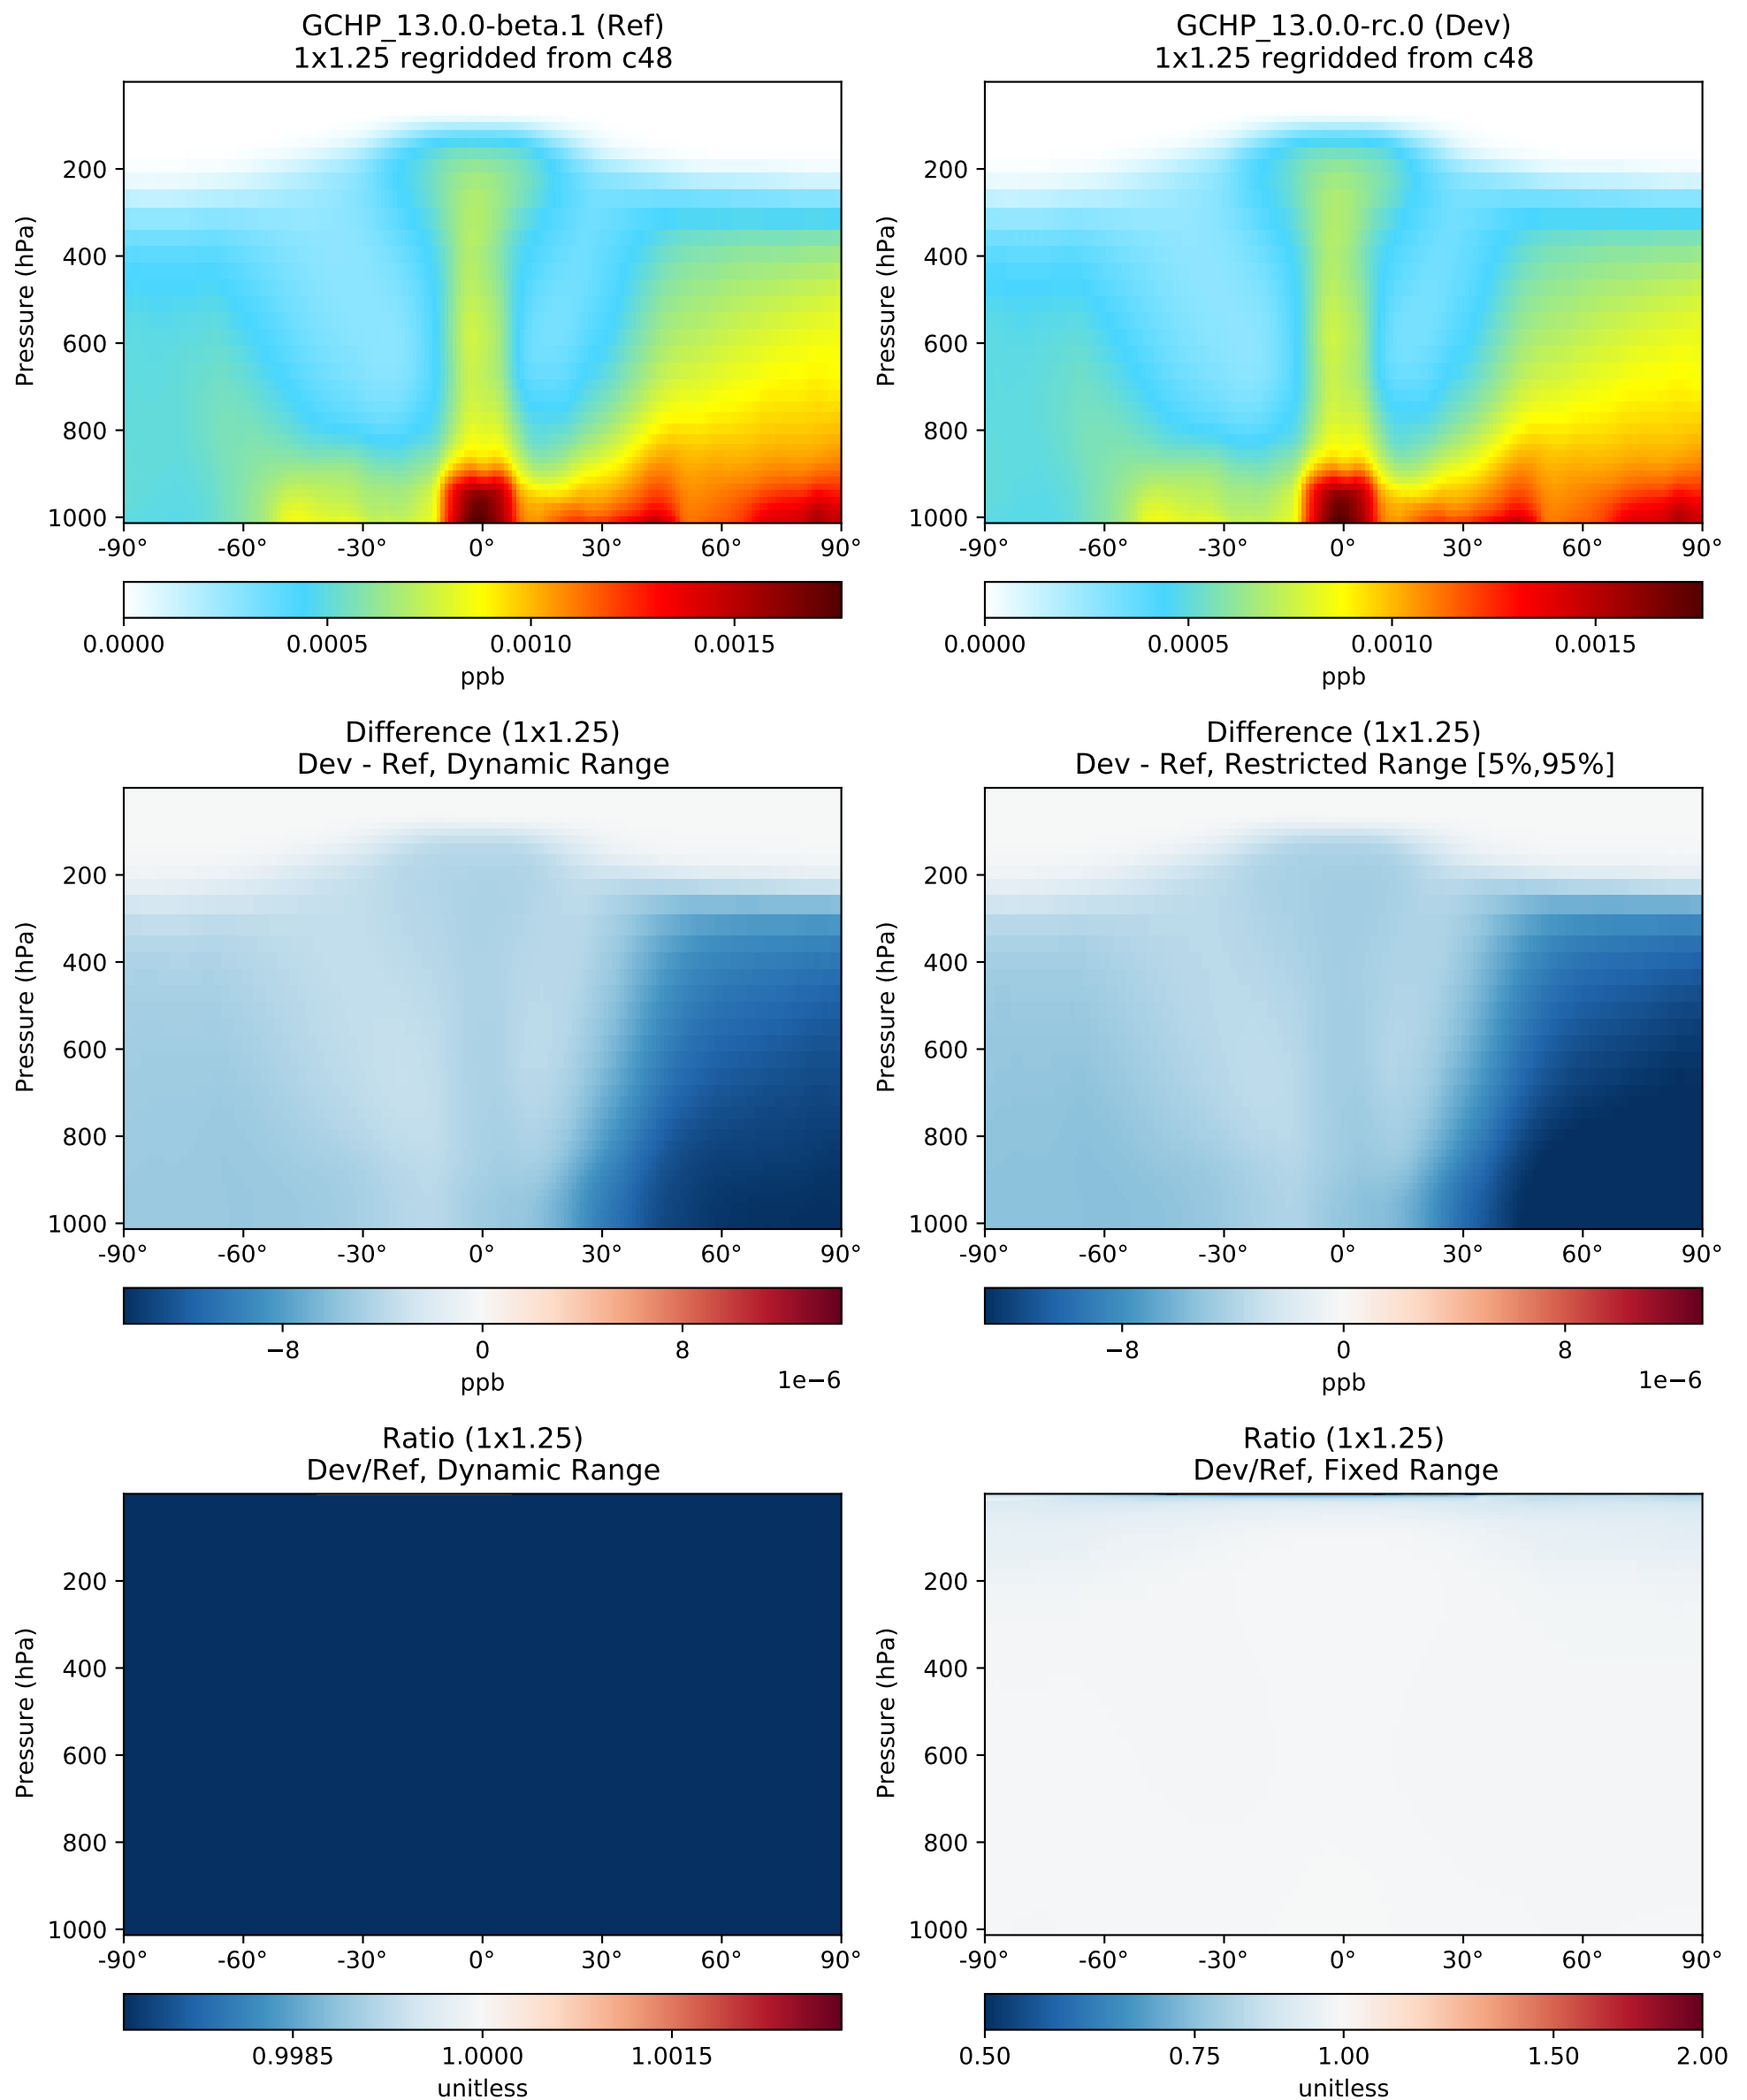 GCHP_13.0.0-beta.1 (Ref)
1x1.25 regridded from c48
Pressure (hPa)
200
400
600
800
1000
-90° -60° -30° 0° 30° 60° 90°
0.0000 0.0005 0.0010 0.0015
ppb
GCHP_13.0.0-rc.0 (Dev)
1x1.25 regridded from c48
Pressure (hPa)
200
400
600
800
1000
-90° -60° -30° 0° 30° 60° 90°
0.0000 0.0005 0.0010 0.0015
ppb
Difference (1x1.25)
Dev - Ref, Dynamic Range
Pressure (hPa)
200
400
600
800
1000
-90° -60° -30° 0° 30° 60° 90°
−8 0 8
1e−6
ppb
Difference (1x1.25)
Dev - Ref, Restricted Range [5%,95%]
Pressure (hPa)
200
400
600
800
1000
-90° -60° -30° 0° 30° 60° 90°
−8 0 8
1e−6
ppb
Ratio (1x1.25)
Dev/Ref, Dynamic Range
Pressure (hPa)
200
400
600
800
1000
-90° -60° -30° 0° 30° 60° 90°
0.9985 1.0000 1.0015
unitless
Ratio (1x1.25)
Dev/Ref, Fixed Range
Pressure (hPa)
200
400
600
800
1000
-90° -60° -30° 0° 30° 60° 90°
0.50 0.75 1.00 1.50 2.00
unitless